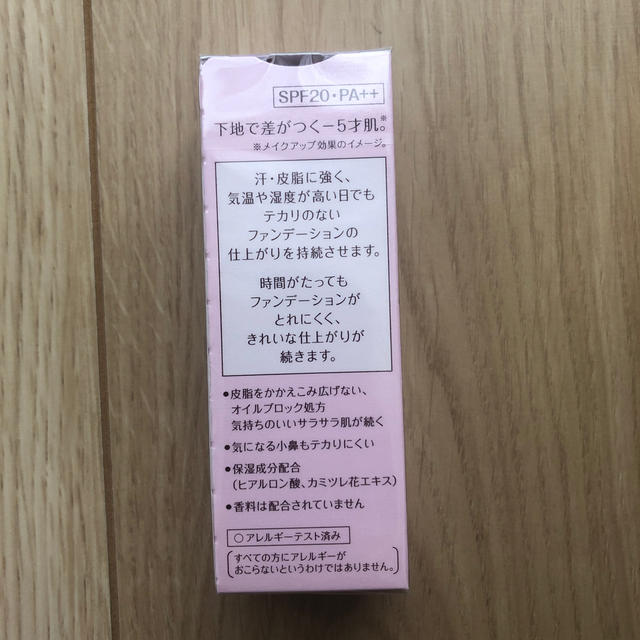 SPF20・PA++
下地で差がつくー5才肌。※
※メイクアップ効果のイメージ。
汗・皮脂に強く、
気温や湿度が高い日でも
テカリのない
ファンデーションの
仕上がりを持続させます。
時間がたっても
ファンデーションが
とれにくく、
きれいな仕上がりが
続きます。
●皮脂をかかえこみ広げない、
オイルブロック処方
気持ちのいいサラサラ肌が続く
●気になる小鼻もテカりにくい
●保湿成分配合
(ヒアルロン酸、カミツレ花エキス)
●香料は配合されていません
○アレルギーテスト済み
(すべての方にアレルギーが
おこらないというわけではありません。)